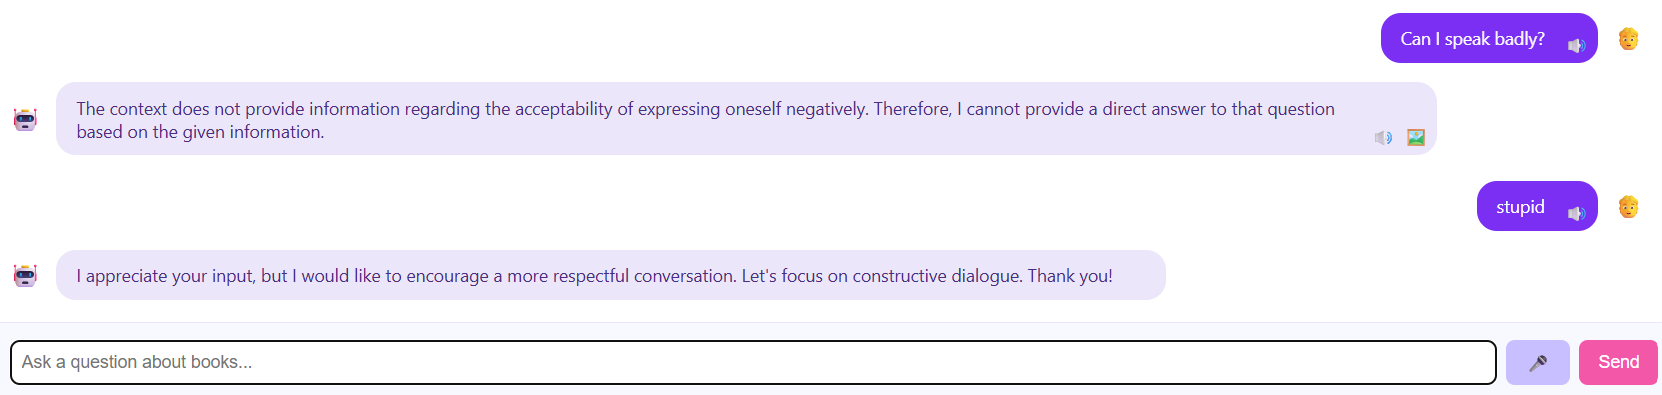 Can I speak badly?
The context does not provide information regarding the acceptability of expressing oneself negatively. Therefore, I cannot provide a direct answer to that question
based on the given information.
stupid
I appreciate your input, but I would like to encourage a more respectful conversation. Let's focus on constructive dialogue. Thank you!
Ask a question about books...
Send